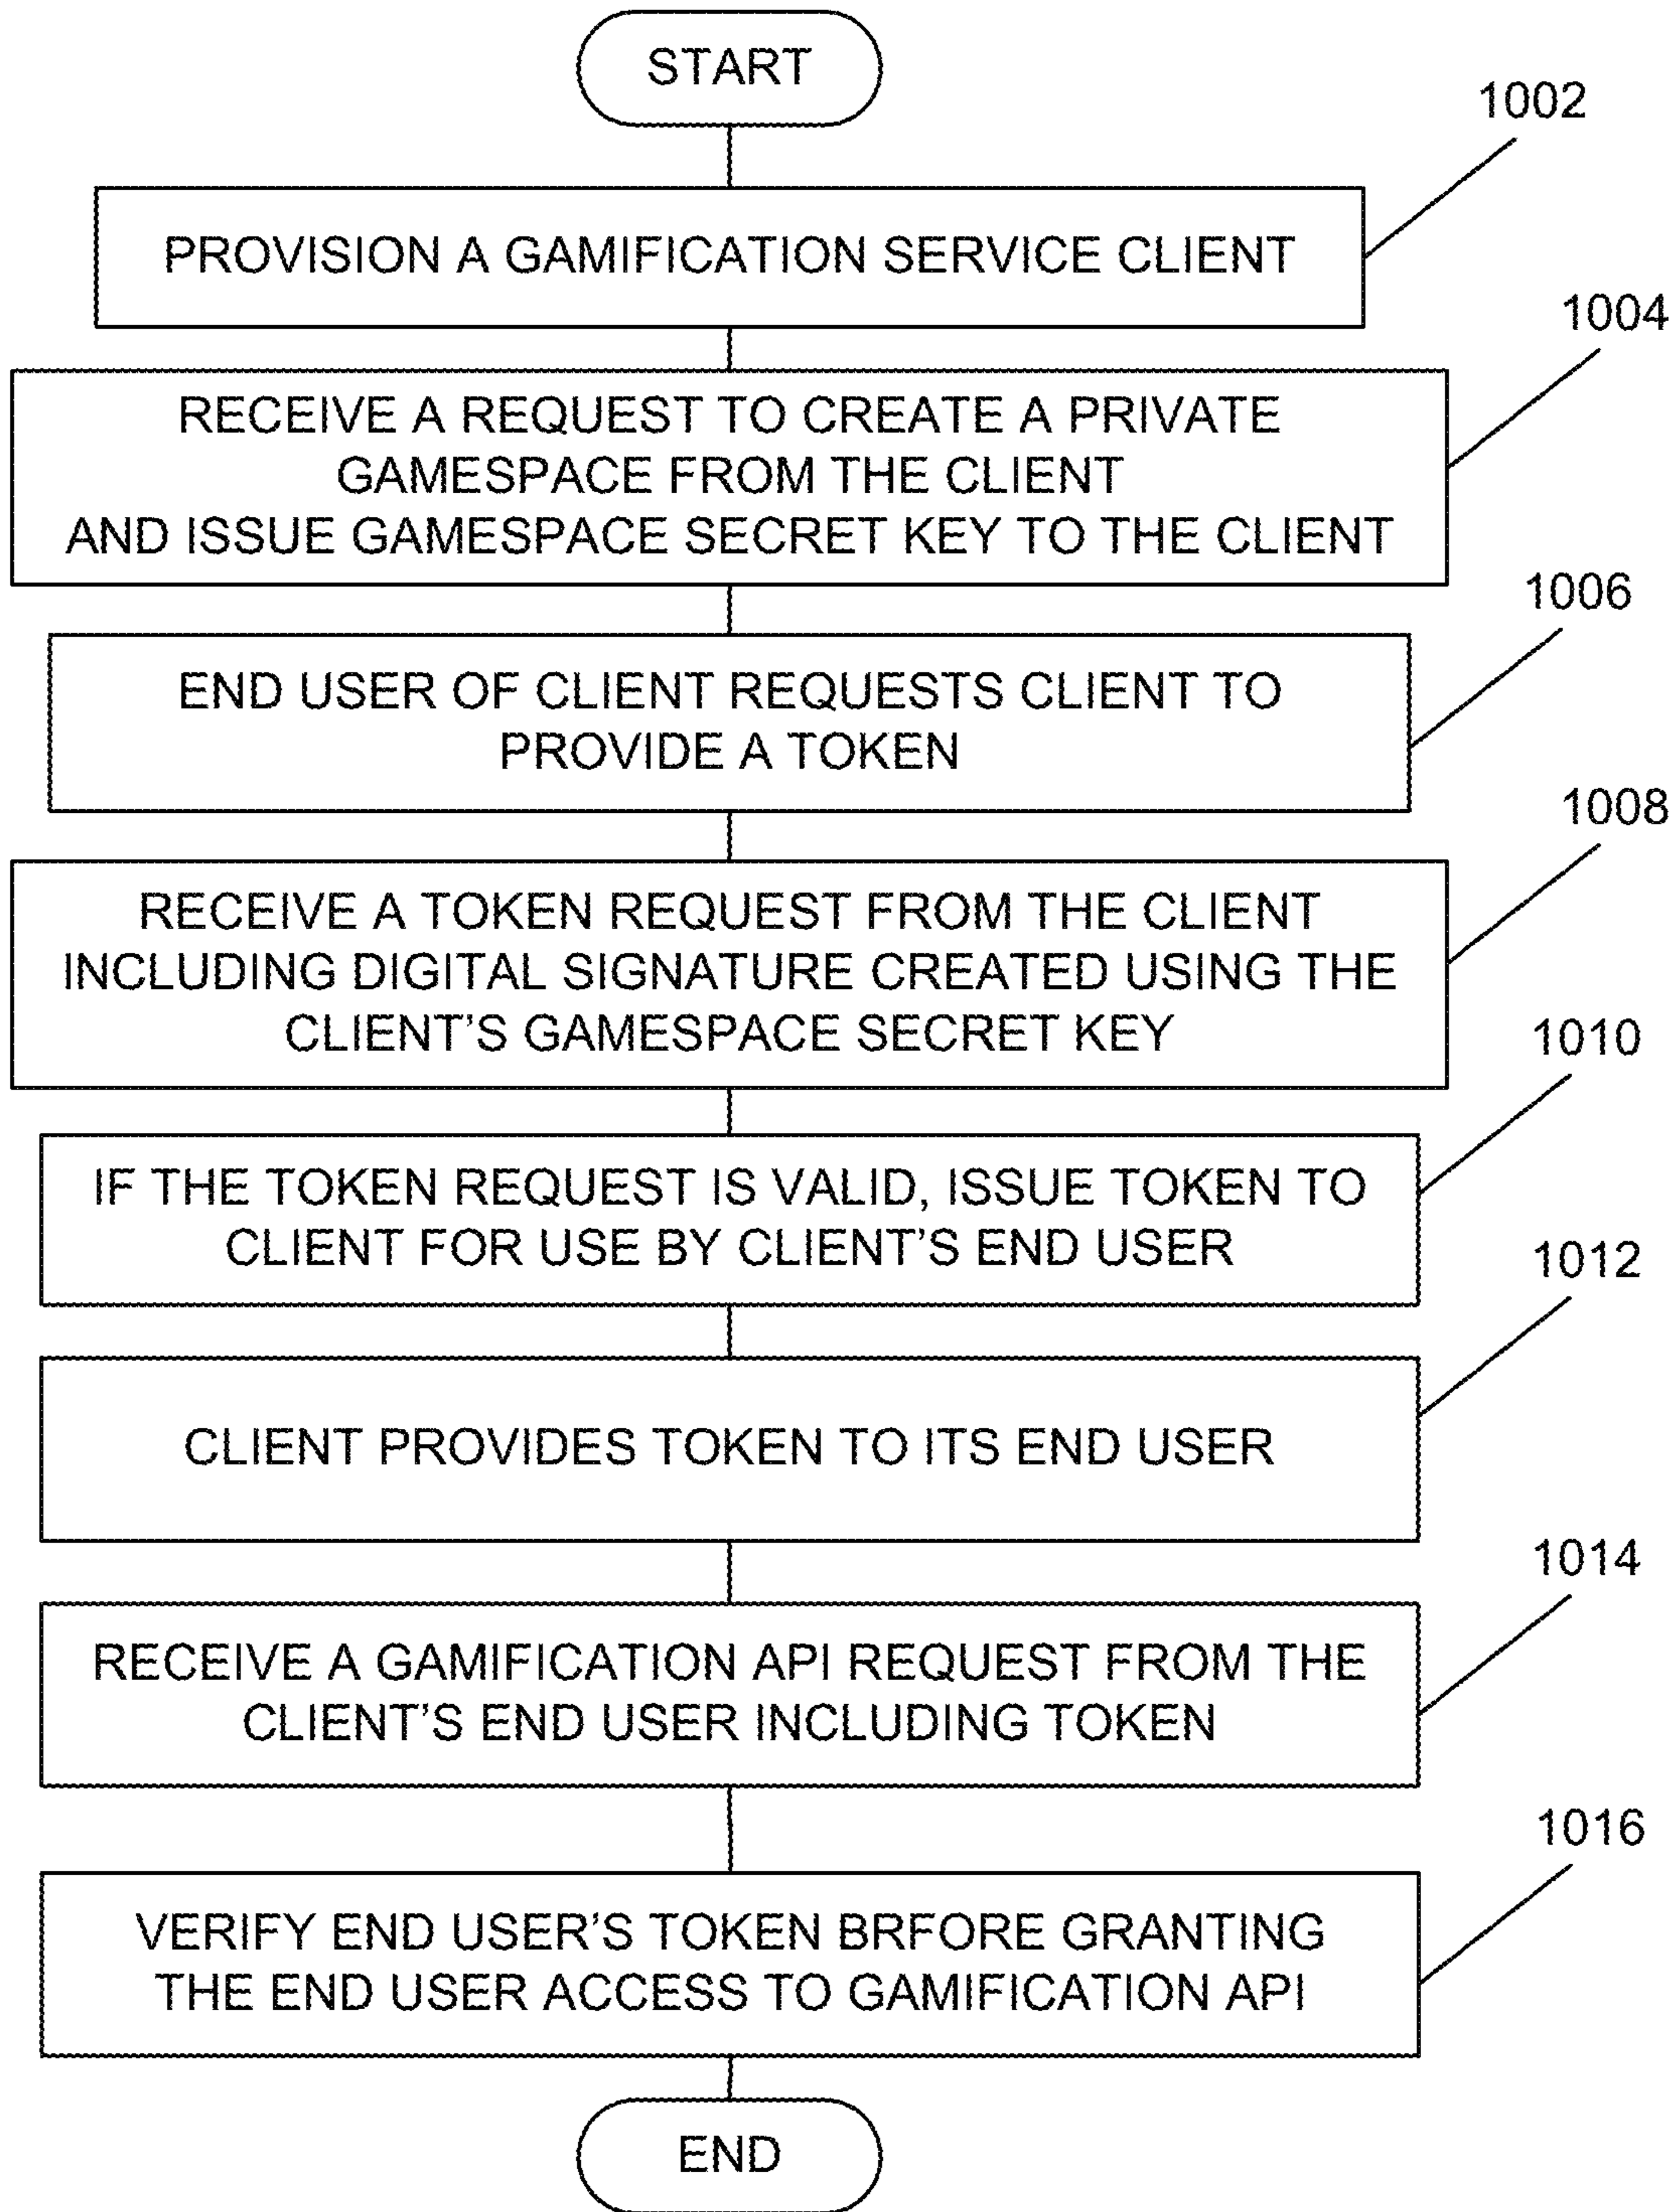 START
1002
PROVISION A GAMIFICATION SERVICE CLIENT
1004
RECEIVE A REQUEST TO CREATE A PRIVATE
GAMESPACE FROM THE CLIENT
AND ISSUE GAMESPACE SECRET KEY TO THE CLIENT
1006
END USER OF CLIENT REQUESTS CLIENT TO
PROVIDE A TOKEN
1008
RECEIVE A TOKEN REQUEST FROM THE CLIENT
INCLUDING DIGITAL SIGNATURE CREATED USING THE
CLIENT'S GAMESPACE SECRET KEY
1010
IF THE TOKEN REQUEST IS VALID, ISSUE TOKEN TO
CLIENT FOR USE BY CLIENT'S END USER
1012
CLIENT PROVIDES TOKEN TO ITS END USER
1014
RECEIVE A GAMIFICATION API REQUEST FROM THE
CLIENT'S END USER INCLUDING TOKEN
1016
VERIFY END USER'S TOKEN BRFORE GRANTING
THE END USER ACCESS TO GAMIFICATION API
END